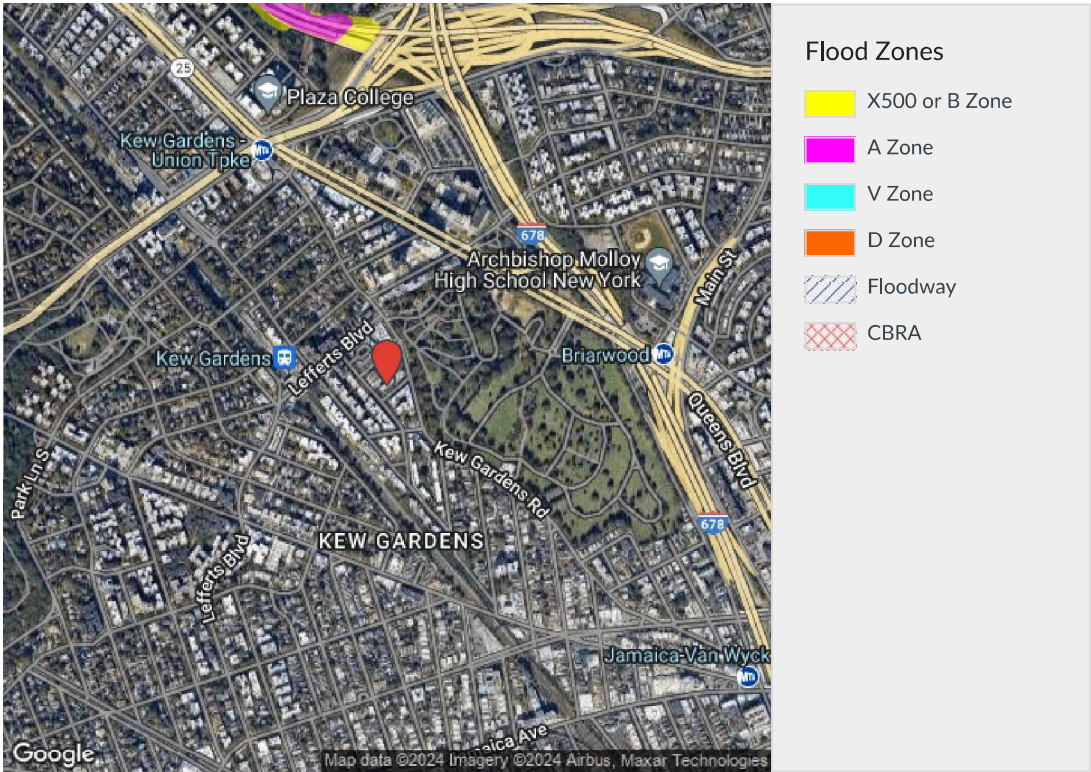 25
Plaza College
Kew Gardens -
Union Tpke
678
Archbishop Molloy
High School New York
Main St
Lefferts Blvd
Kew Gardens
Briarwood
Queens Blvd
Park Ln S
Kew Gardens Rd
678
KEW GARDENS
Lefferts Blvd
Jamaica-Van Wyck
maica Ave
Google
Map data ©2024 Imagery ©2024 Airbus, Maxar Technologies
Flood Zones
X500 or B Zone
A Zone
V Zone
D Zone
Floodway
CBRA